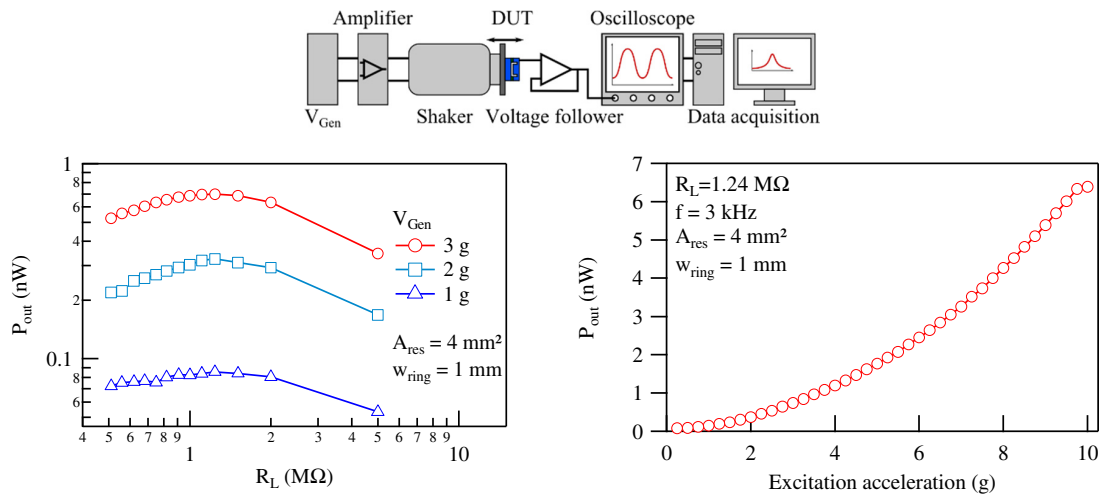 Amplifier
DUT
Oscilloscope
V_Gen
Shaker
Voltage follower
Data acquisition
1
8
6
4
2
0.1
8
6
P_out (nW)
V_Gen
3 g
2 g
1 g
A_res = 4 mm²
w_ring = 1 mm
4 5 6 7 8 9 1 2 3 4 5 6 7 8 9 10
R_L (MΩ)
7
6
5
4
3
2
1
0
P_out (nW)
R_L=1.24 MΩ
f = 3 kHz
A_res = 4 mm²
w_ring = 1 mm
0 2 4 6 8 10
Excitation acceleration (g)